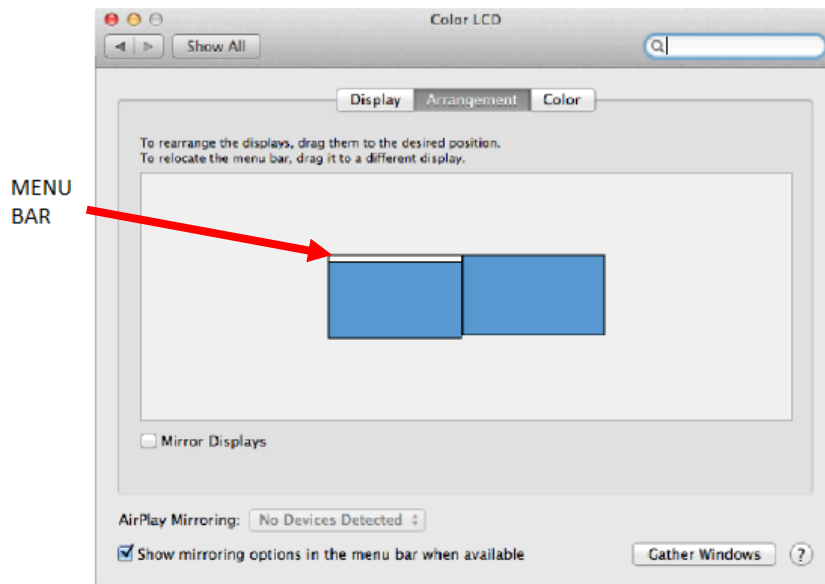 Color LCD
Show All
Display Arrangement Color
To rearrange the displays, drag them to the desired position.
To relocate the menu bar, drag it to a different display.
MENU
BAR
Mirror Displays
AirPlay Mirroring: No Devices Detected
Show mirroring options in the menu bar when available
Gather Windows ?